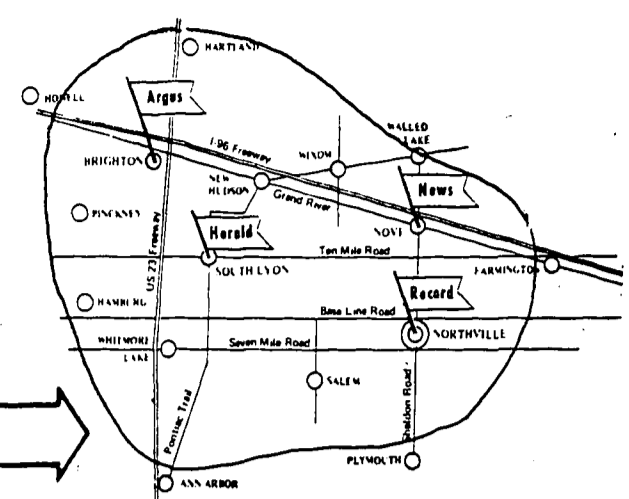 HARTLAND
HOWELL
Argus
WALLED
LAKE
I-96 Freeway
WIXOM
BRIGHTON
NEW
HUDSON
News
Grand River
PINCKNEY
Herald
NOVI
US 23 Freeway
Ten Mile Road
SOUTH LYON
FARMINGTON
HAMBURG
Record
Base Line Road
NORTHVILLE
WHITMORE
LAKE
Seven Mile Road
SALEM
Pontiac Trail
Sheldon Road
PLYMOUTH
ANN ARBOR